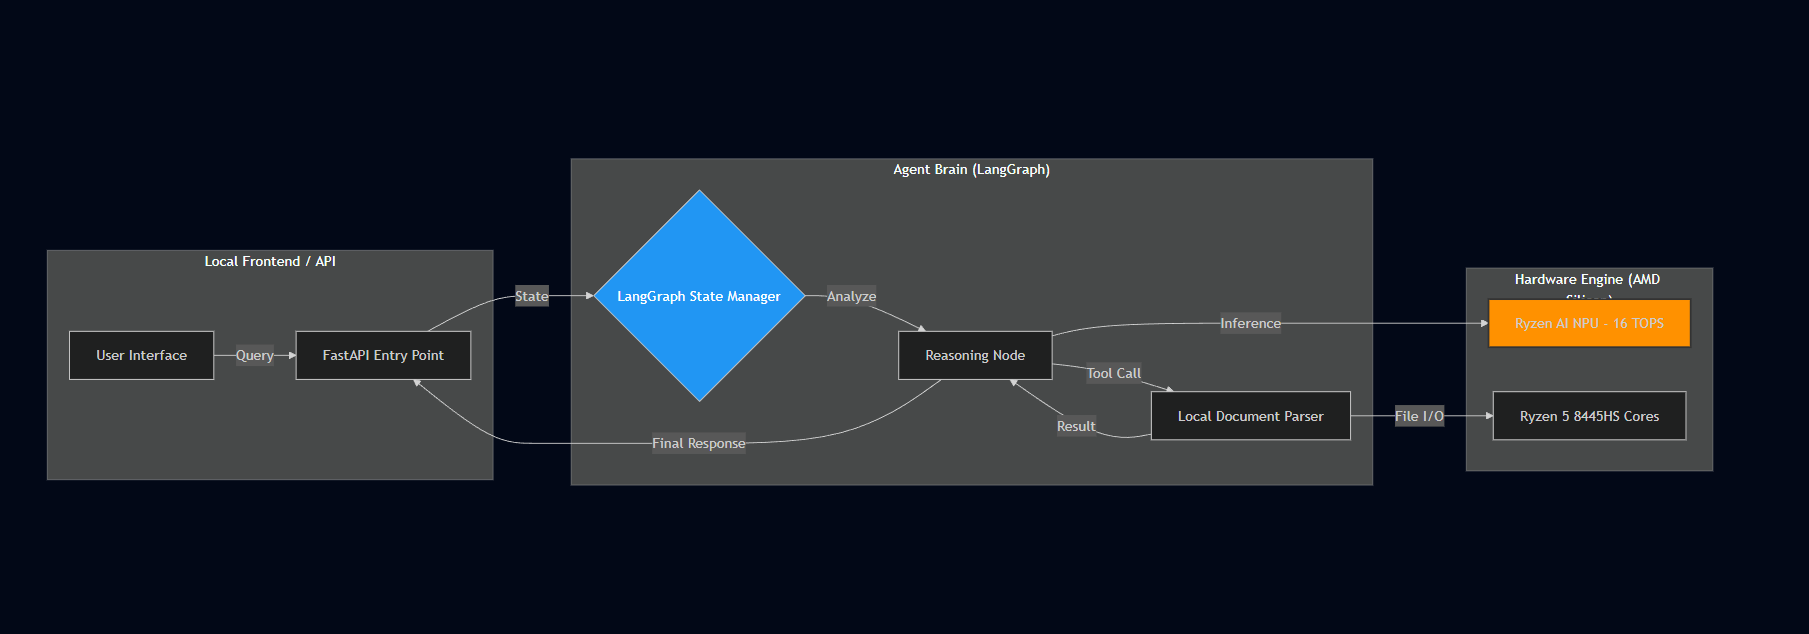 Agent Brain (LangGraph)
Local Frontend / API
Hardware Engine (AMD
LangGraph State Manager
State
Analyze
Inference
Ryzen AI NPU - 16 TOPS
User Interface
Query
FastAPI Entry Point
Reasoning Node
Tool Call
Local Document Parser
File I/O
Ryzen 5 8445HS Cores
Result
Final Response